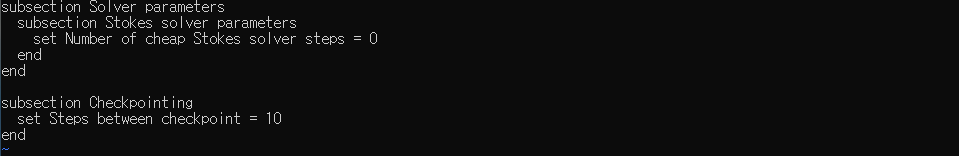 subsection Solver parameters
  subsection Stokes solver parameters
    set Number of cheap Stokes solver steps = 0
  end
end

subsection Checkpointing
  set Steps between checkpoint = 10
end
~